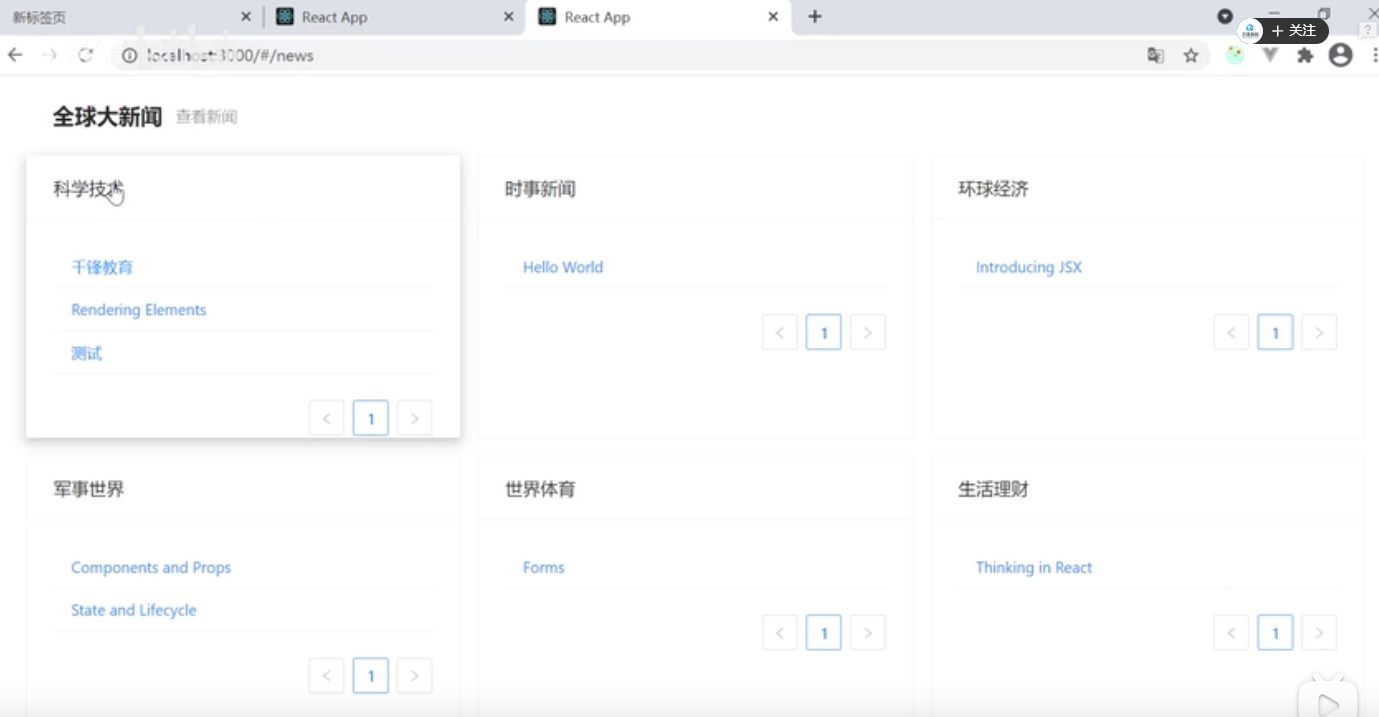 新标签页
React App
React App
+ 关注
localhost:3000/#/news
全球大新闻 查看新闻
科学技术
千锋教育
Rendering Elements
测试
< 1 >
时事新闻
Hello World
< 1 >
环球经济
Introducing JSX
< 1 >
军事世界
Components and Props
State and Lifecycle
< 1 >
世界体育
Forms
< 1 >
生活理财
Thinking in React
< 1 >